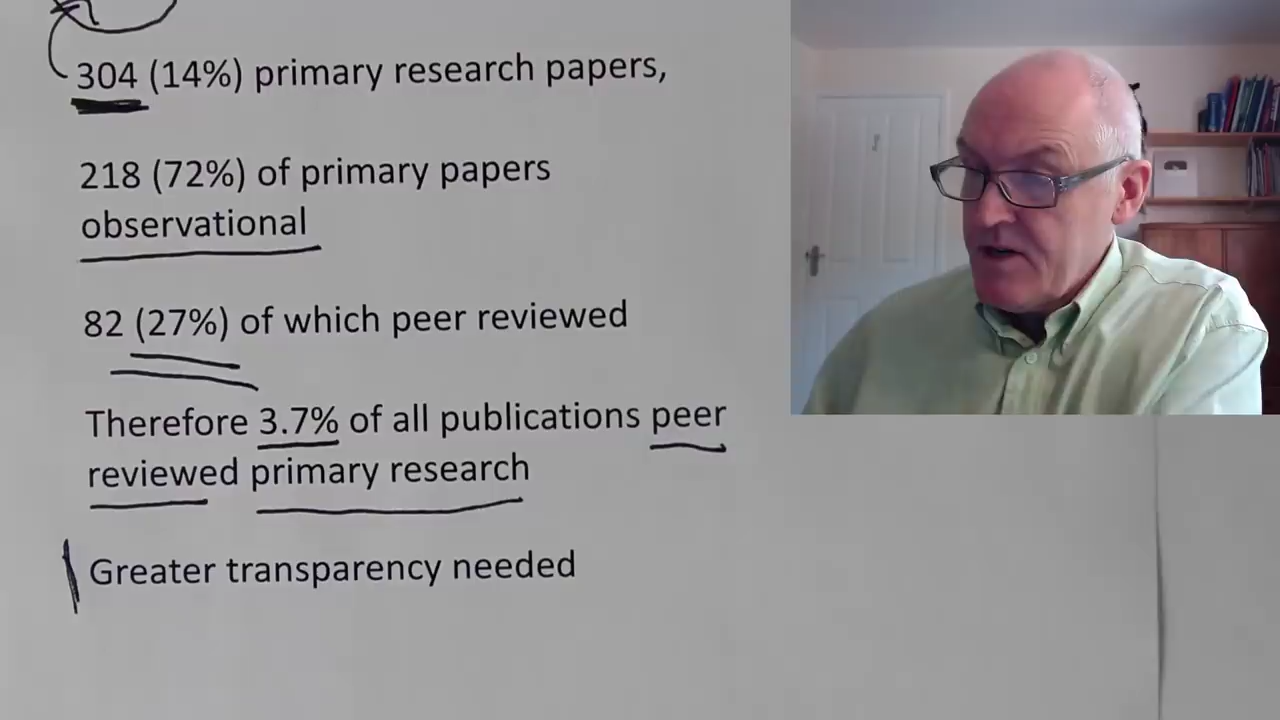 304 (14%) primary research papers,
218 (72%) of primary papers
observational
82 (27%) of which peer reviewed
Therefore 3.7% of all publications peer
reviewed primary research
Greater transparency needed